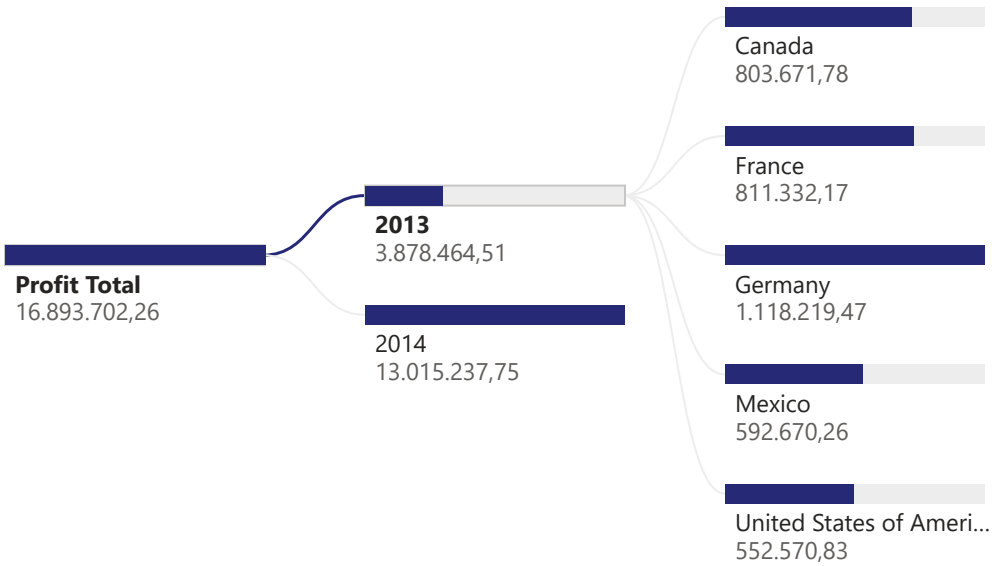 Profit Total
16.893.702,26
2013
3.878.464,51
2014
13.015.237,75
Canada
803.671,78
France
811.332,17
Germany
1.118.219,47
Mexico
592.670,26
United States of Ameri...
552.570,83